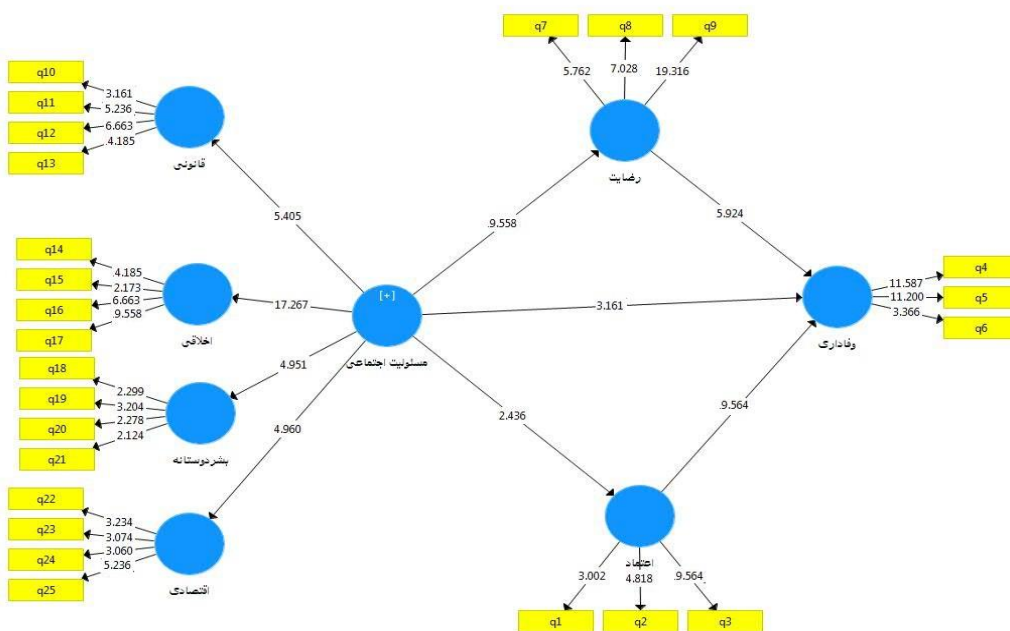 q7
q8
q9
5.762
7.028
19.316
رضایت
q10
q11
q12
q13
3.161
5.236
6.663
.4.185
قانونی
5.405
.9.558
5.924
q14
q15
q16
q17
.4.185
2.173
6.663
.9.558
اخلاقی
17.267
[+]
مسئولیت اجتماعی
3.161
q4
q5
q6
11.587
11.200
3.366
وفاداری
q18
q19
q20
q21
2.299
3.204
2.278
2.124
بشردوستانه
4.951
4.960
2.436
.9.564
q22
q23
q24
q25
3.234
3.074
3.060
5.236
اقتصادی
اعتماد
3.002
4.818
.9.564
q1
q2
q3